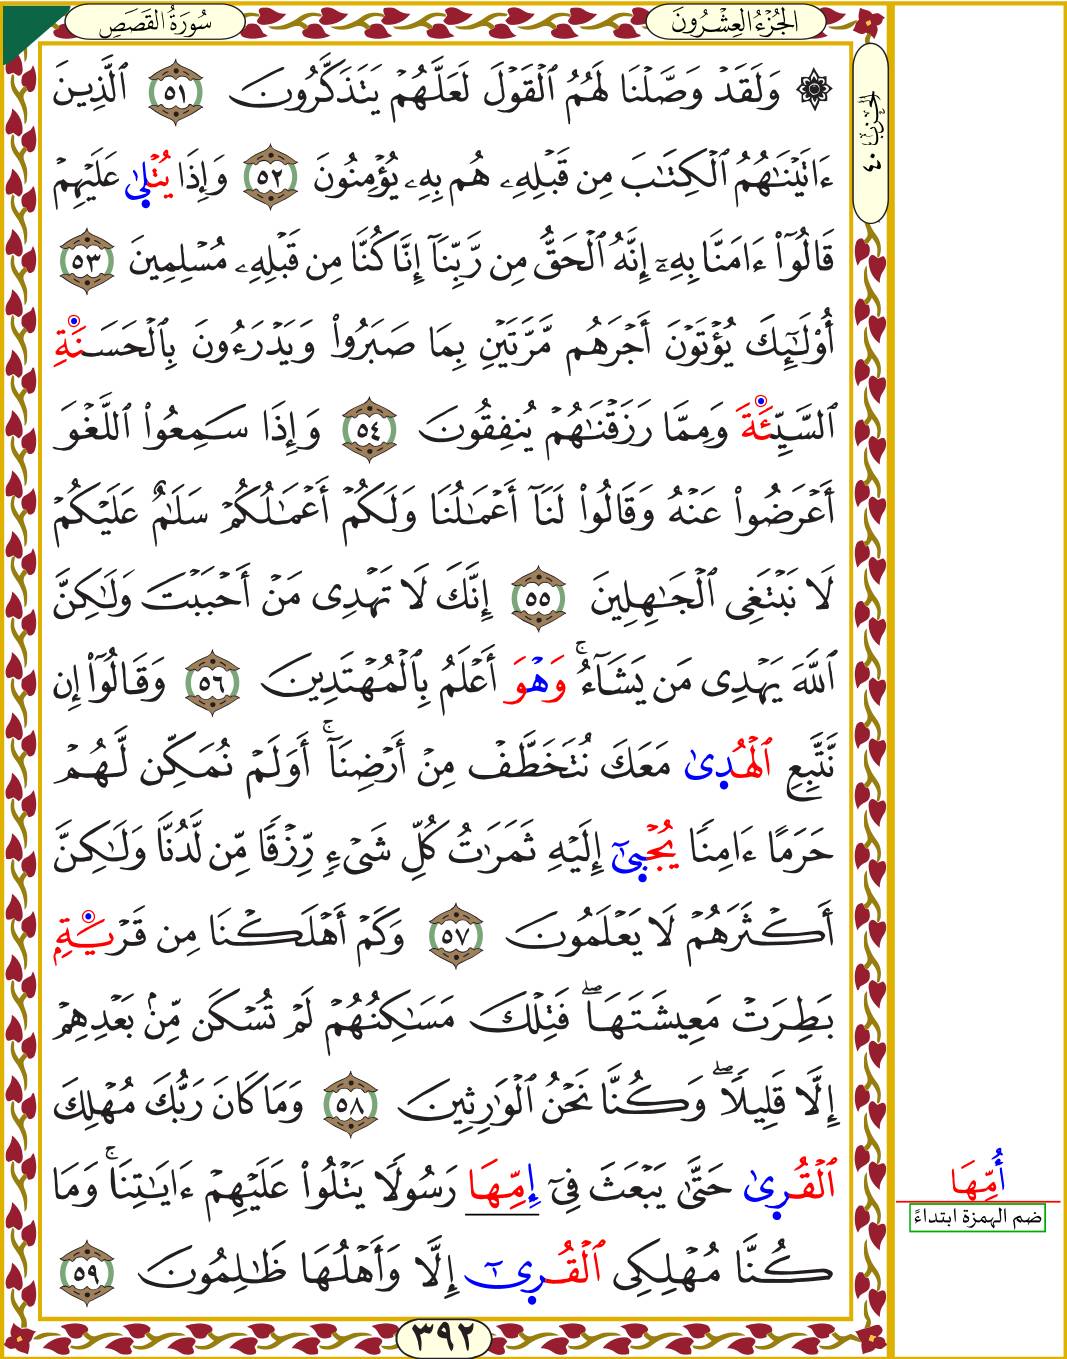 سُورَةُ القَصَصِ
الجُزْءُ العِشْرُونَ
الحِزْبُ ٤٠
۞ وَلَقَدْ وَصَّلْنَا لَهُمُ ٱلْقَوْلَ لَعَلَّهُمْ يَتَذَكَّرُونَ ٥١ ٱلَّذِينَ
ءَاتَيْنَٰهُمُ ٱلْكِتَٰبَ مِن قَبْلِهِۦ هُم بِهِۦ يُؤْمِنُونَ ٥٢ وَإِذَا يُتْلٜىٰ عَلَيْهِمْ
قَالُوٓا۟ ءَامَنَّا بِهِۦٓ إِنَّهُ ٱلْحَقُّ مِن رَّبِّنَآ إِنَّا كُنَّا مِن قَبْلِهِۦ مُسْلِمِينَ ٥٣
أُو۟لَٰٓئِكَ يُؤْتَوْنَ أَجْرَهُم مَّرَّتَيْنِ بِمَا صَبَرُوا۟ وَيَدْرَءُونَ بِٱلْحَسَنَةِ
ٱلسَّيِّئَةَ وَمِمَّا رَزَقْنَٰهُمْ يُنفِقُونَ ٥٤ وَإِذَا سَمِعُوا۟ ٱللَّغْوَ
أَعْرَضُوا۟ عَنْهُ وَقَالُوا۟ لَنَآ أَعْمَٰلُنَا وَلَكُمْ أَعْمَٰلُكُمْ سَلَٰمٌ عَلَيْكُمْ
لَا نَبْتَغِى ٱلْجَٰهِلِينَ ٥٥ إِنَّكَ لَا تَهْدِى مَنْ أَحْبَبْتَ وَلَٰكِنَّ
ٱللَّهَ يَهْدِى مَن يَشَآءُۚ وَهْوَ أَعْلَمُ بِٱلْمُهْتَدِينَ ٥٦ وَقَالُوٓا۟ إِن
نَّتَّبِعِ ٱلْهُدٜىٰ مَعَكَ نُتَخَطَّفْ مِنْ أَرْضِنَآۚ أَوَلَمْ نُمَكِّن لَّهُمْ
حَرَمًا ءَامِنًا يُجْبٜىٰٓ إِلَيْهِ ثَمَرَٰتُ كُلِّ شَىْءٍ رِّزْقًا مِّن لَّدُنَّا وَلَٰكِنَّ
أَكْثَرَهُمْ لَا يَعْلَمُونَ ٥٧ وَكَمْ أَهْلَكْنَا مِن قَرْيَةٍۭ
بَطِرَتْ مَعِيشَتَهَاۖ فَتِلْكَ مَسَٰكِنُهُمْ لَمْ تُسْكَن مِّنۢ بَعْدِهِمْ
إِلَّا قَلِيلًاۖ وَكُنَّا نَحْنُ ٱلْوَٰرِثِينَ ٥٨ وَمَا كَانَ رَبُّكَ مُهْلِكَ
ٱلْقُرٜىٰ حَتَّىٰ يَبْعَثَ فِىٓ إِمِّهَا رَسُولًا يَتْلُوا۟ عَلَيْهِمْ ءَايَٰتِنَاۚ وَمَا
كُنَّا مُهْلِكِى ٱلْقُرٜىٰٓ إِلَّا وَأَهْلُهَا ظَٰلِمُونَ ٥٩
أُمِّهَا
ضم الهمزة ابتداءً
٣٩٢